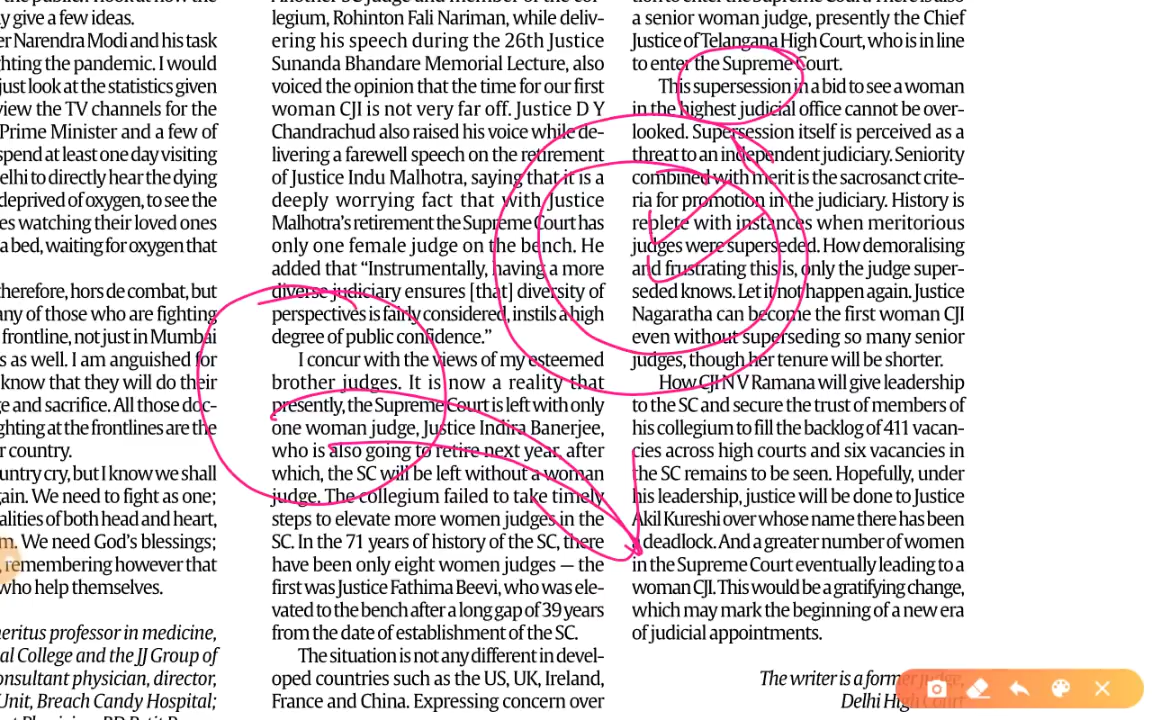 y give a few ideas.
er Narendra Modi and his task
hting the pandemic. I would
just look at the statistics given
view the TV channels for the
Prime Minister and a few of
spend at least one day visiting
elhi to directly hear the dying
deprived of oxygen, to see the
es watching their loved ones
a bed, waiting for oxygen that
therefore, hors de combat, but
any of those who are fighting
frontline, not just in Mumbai
s as well. I am anguished for
know that they will do their
ge and sacrifice. All those doc-
ghting at the frontlines are the
r country.
untry cry, but I know we shall
gain. We need to fight as one;
alities of both head and heart,
m. We need God's blessings;
, remembering however that
who help themselves.
neritus professor in medicine,
al College and the JJ Group of
onsultant physician, director,
Unit, Breach Candy Hospital;
legium, Rohinton Fali Nariman, while deliv-
ering his speech during the 26th Justice
Sunanda Bhandare Memorial Lecture, also
voiced the opinion that the time for our first
woman CJI is not very far off. Justice D Y
Chandrachud also raised his voice while de-
livering a farewell speech on the retirement
of Justice Indu Malhotra, saying that it is a
deeply worrying fact that with Justice
Malhotra's retirement the Supreme Court has
only one female judge on the bench. He
added that “Instrumentally, having a more
diverse judiciary ensures [that] diversity of
perspectives is fairly considered, instils a high
degree of public confidence.”
I concur with the views of my esteemed
brother judges. It is now a reality that
presently, the Supreme Court is left with only
one woman judge, Justice Indira Banerjee,
who is also going to retire next year, after
which, the SC will be left without a woman
judge. The collegium failed to take timely
steps to elevate more women judges in the
SC. In the 71 years of history of the SC, there
have been only eight women judges — the
first was Justice Fathima Beevi, who was ele-
vated to the bench after a long gap of 39 years
from the date of establishment of the SC.
The situation is not any different in devel-
oped countries such as the US, UK, Ireland,
France and China. Expressing concern over
a senior woman judge, presently the Chief
Justice of Telangana High Court, who is in line
to enter the Supreme Court.
This supersession in a bid to see a woman
in the highest judicial office cannot be over-
looked. Supersession itself is perceived as a
threat to an independent judiciary. Seniority
combined with merit is the sacrosanct crite-
ria for promotion in the judiciary. History is
replete with instances when meritorious
judges were superseded. How demoralising
and frustrating this is, only the judge super-
seded knows. Let it not happen again. Justice
Nagaratha can become the first woman CJI
even without superseding so many senior
judges, though her tenure will be shorter.
How CJI N V Ramana will give leadership
to the SC and secure the trust of members of
his collegium to fill the backlog of 411 vacan-
cies across high courts and six vacancies in
the SC remains to be seen. Hopefully, under
his leadership, justice will be done to Justice
Akil Kureshi over whose name there has been
a deadlock. And a greater number of women
in the Supreme Court eventually leading to a
woman CJI. This would be a gratifying change,
which may mark the beginning of a new era
of judicial appointments.
The writer is a former judge,
Delhi High Court